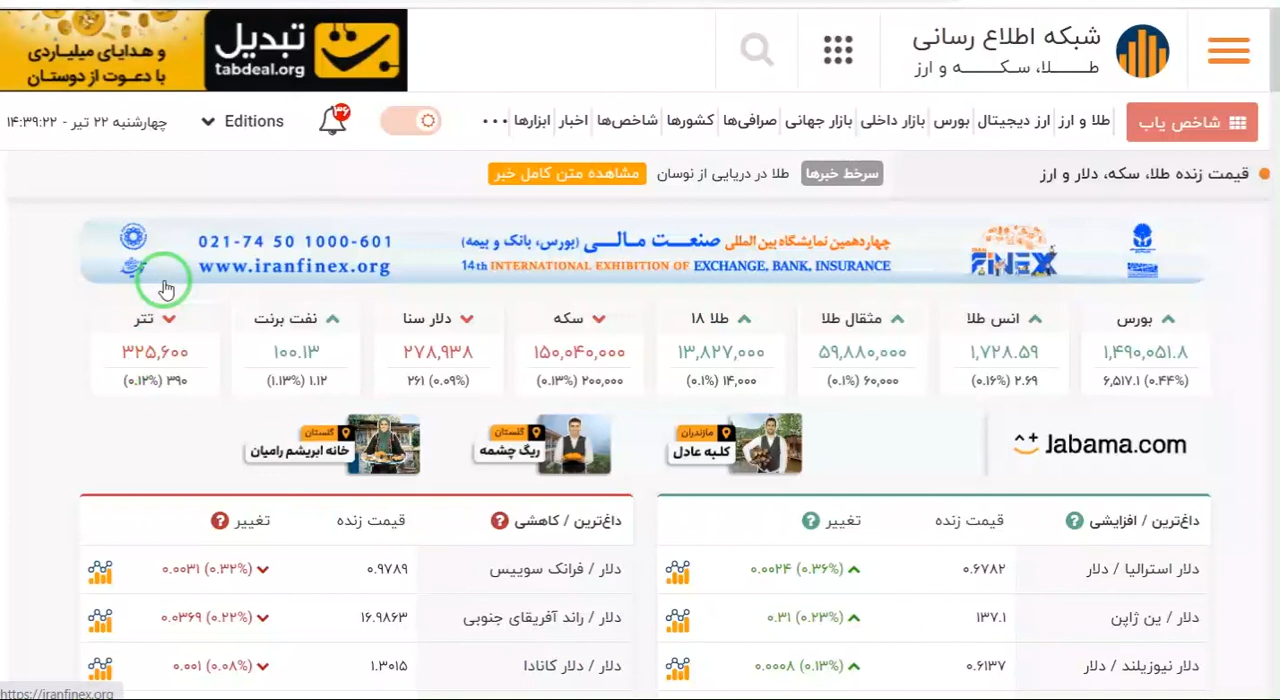 شبکه اطلاع رسانی
طـــلا، سـکـــه و ارز
تبدیل
tabdeal.org
و هدایای میلیاردی
با دعوت از دوستان
شاخص یاب
طلا و ارز
ارز دیجیتال
بورس
بازار داخلی
بازار جهانی
صرافی‌ها
کشورها
شاخص‌ها
اخبار
ابزارها
۳۶
Editions
چهارشنبه ۲۲ تیر - ۱۴:۳۹:۲۲
قیمت زنده طلا، سکه، دلار و ارز
سرخط خبرها
طلا در دریایی از نوسان
مشاهده متن کامل خبر
FINEX
چهاردهمین نمایشگاه بین المللی صنعـــت مـــالــی (بورس، بانک و بیمه)
14th INTERNATIONAL EXHIBITION OF EXCHANGE, BANK, INSURANCE
021-74 50 1000-601
www.iranfinex.org
بورس
۱,۴۹۰,۰۵۱.۸
۶,۵۱۷.۱ (۰.۴۴%)
انس طلا
۱,۷۲۸.۵۹
۲.۶۹ (۰.۱۶%)
مثقال طلا
۵۹,۸۸۰,۰۰۰
۶۰,۰۰۰ (۰.۱%)
طلا ۱۸
۱۳,۸۲۷,۰۰۰
۱۴,۰۰۰ (۰.۱%)
سکه
۱۵۰,۰۴۰,۰۰۰
۲۰۰,۰۰۰ (۰.۱۳%)
دلار سنا
۲۷۸,۹۳۸
۲۶۱ (۰.۰۹%)
نفت برنت
۱۰۰.۱۳
۱.۱۲ (۱.۱۳%)
تتر
۳۲۵,۶۰۰
۳۹۰ (۰.۱۲%)
Jabama.com
مازندران
کلبه عادل
گلستان
ریگ چشمه
گلستان
خانه ابریشم رامیان
داغ‌ترین / افزایشی
قیمت زنده
تغییر
دلار استرالیا / دلار
۰.۶۷۸۲
۰.۰۰۲۴ (۰.۳۶%)
دلار / ین ژاپن
۱۳۷.۱
۰.۳۱ (۰.۲۳%)
دلار نیوزیلند / دلار
۰.۶۱۳۷
۰.۰۰۰۸ (۰.۱۳%)
داغ‌ترین / کاهشی
قیمت زنده
تغییر
دلار / فرانک سوییس
۰.۹۷۸۹
۰.۰۰۳۱ (۰.۳۲%)
دلار / راند آفریقای جنوبی
۱۶.۹۸۶۳
۰.۰۳۶۹ (۰.۲۲%)
دلار / دلار کانادا
۱.۳۰۱۵
۰.۰۰۱ (۰.۰۸%)
https://iranfinex.org